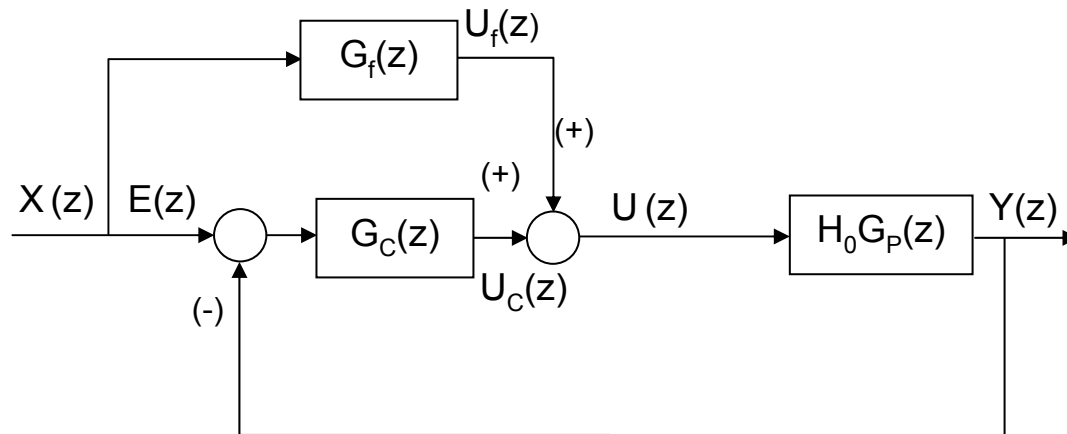 U_f(z)
G_f(z)
(+)
(+)
X (z)
E(z)
G_C(z)
U_C(z)
U (z)
H_0G_P(z)
Y(z)
(-)